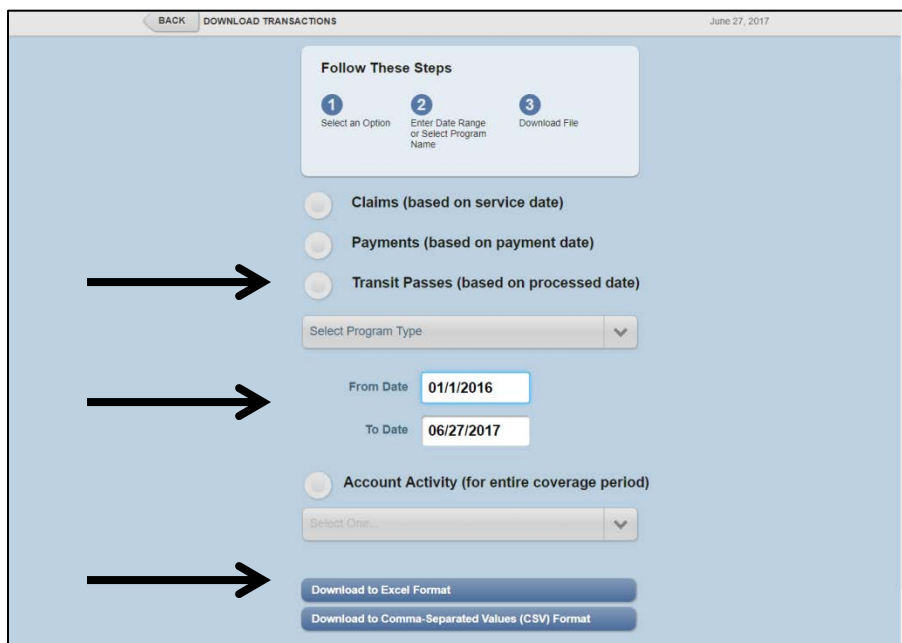 BACK DOWNLOAD TRANSACTIONS June 27, 2017
Follow These Steps
1 2 3
Select an Option Enter Date Range Download File
or Select Program
Name
Claims (based on service date)
Payments (based on payment date)
Transit Passes (based on processed date)
Select Program Type
From Date 01/1/2016
To Date 06/27/2017
Account Activity (for entire coverage period)
Select One...
Download to Excel Format
Download to Comma-Separated Values (CSV) Format